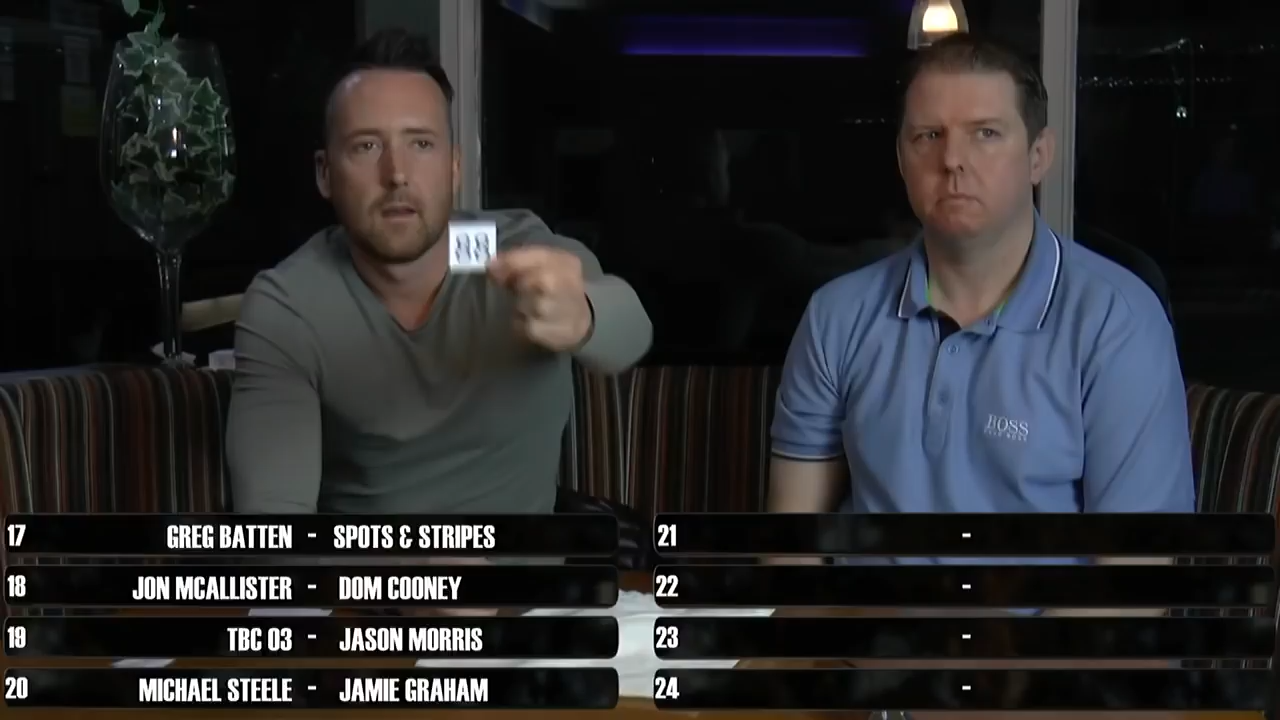 88
BOSS
17 GREG BATTEN - SPOTS & STRIPES
18 JON MCALLISTER - DOM COONEY
19 TBC 03 - JASON MORRIS
20 MICHAEL STEELE - JAMIE GRAHAM
21 -
22 -
23 -
24 -